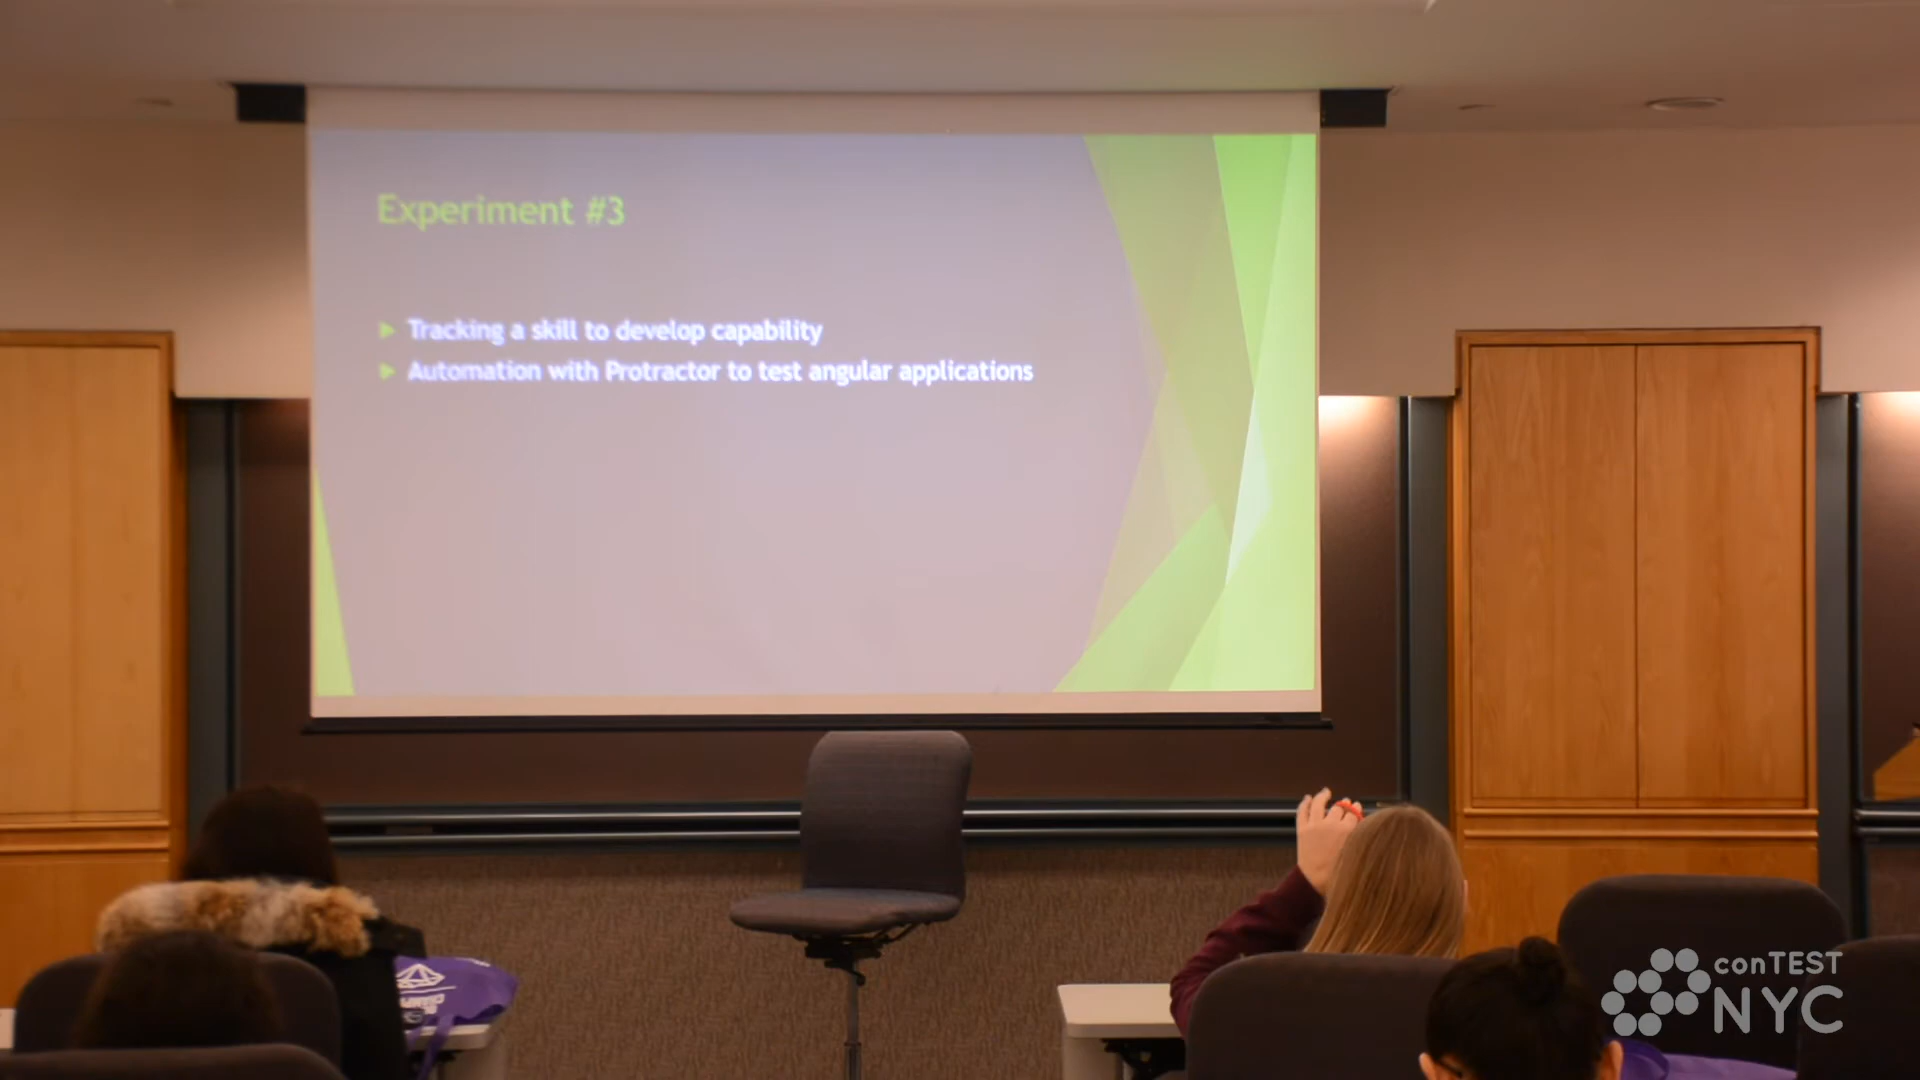 Experiment #3
Tracking a skill to develop capability
Automation with Protractor to test angular applications
conTEST
NYC